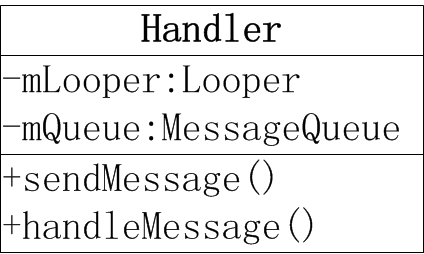 Handler
-mLooper:Looper
-mQueue:MessageQueue
+sendMessage()
+handleMessage()